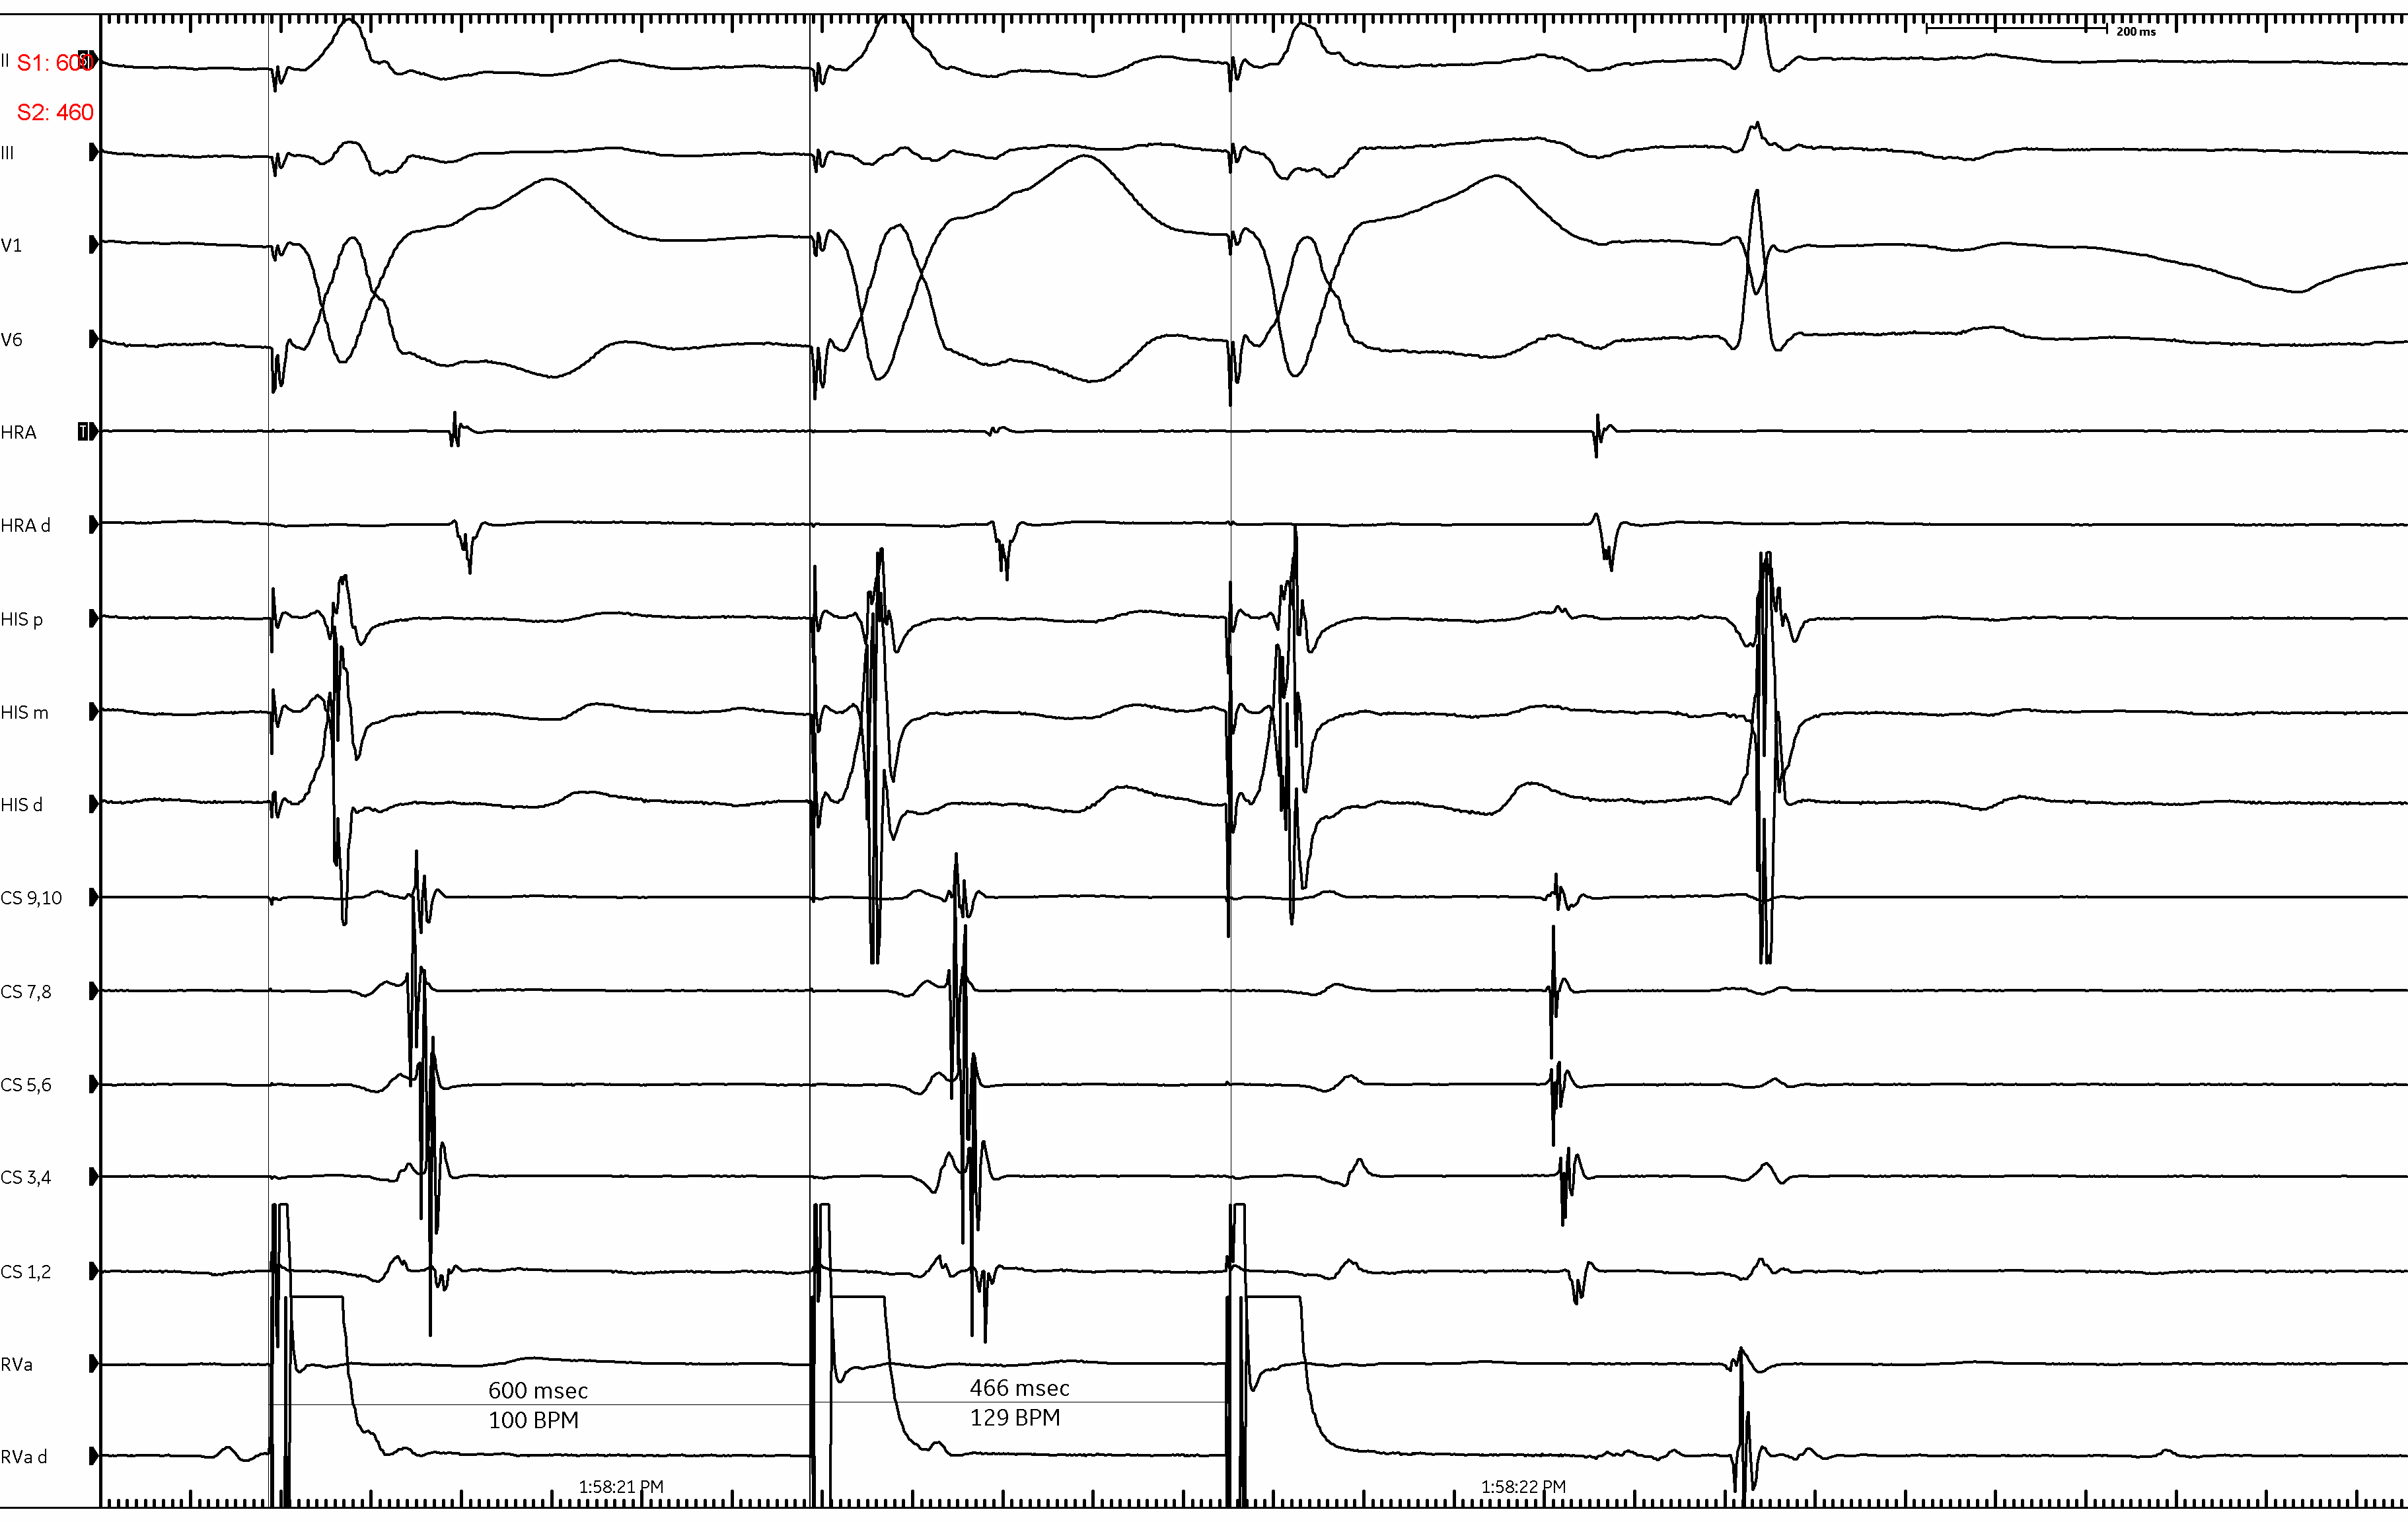 II
S1: 600
S2: 460
200 ms
III
V1
V6
HRA
T
HRA d
HIS p
HIS m
HIS d
CS 9,10
CS 7,8
CS 5,6
CS 3,4
CS 1,2
RVa
600 msec
100 BPM
466 msec
129 BPM
RVa d
1:58:21 PM
1:58:22 PM